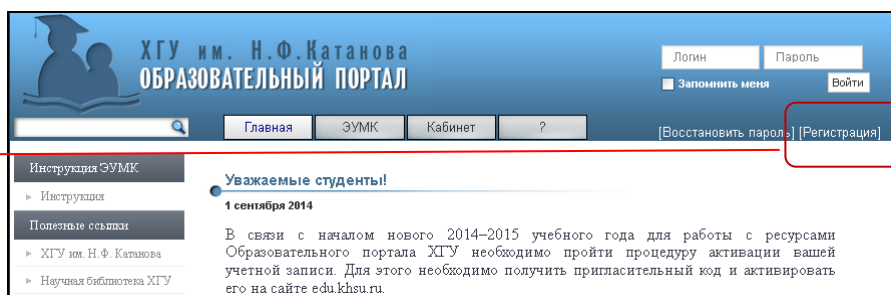 ХГУ им. Н.Ф.Катанова
ОБРАЗОВАТЕЛЬНЫЙ ПОРТАЛ
Логин Пароль
Запомнить меня Войти
Главная ЭУМК Кабинет ?
[Восстановить пароль] [Регистрация]
Инструкция ЭУМК
Инструкция
Полезные ссылки
ХГУ им. Н.Ф. Катанова
Научная библиотека ХГУ
Уважаемые студенты!
1 сентября 2014
В связи с началом нового 2014–2015 учебного года для работы с ресурсами
Образовательного портала ХГУ необходимо пройти процедуру активации вашей
учетной записи. Для этого необходимо получить пригласительный код и активировать
его на сайте edu.khsu.ru.